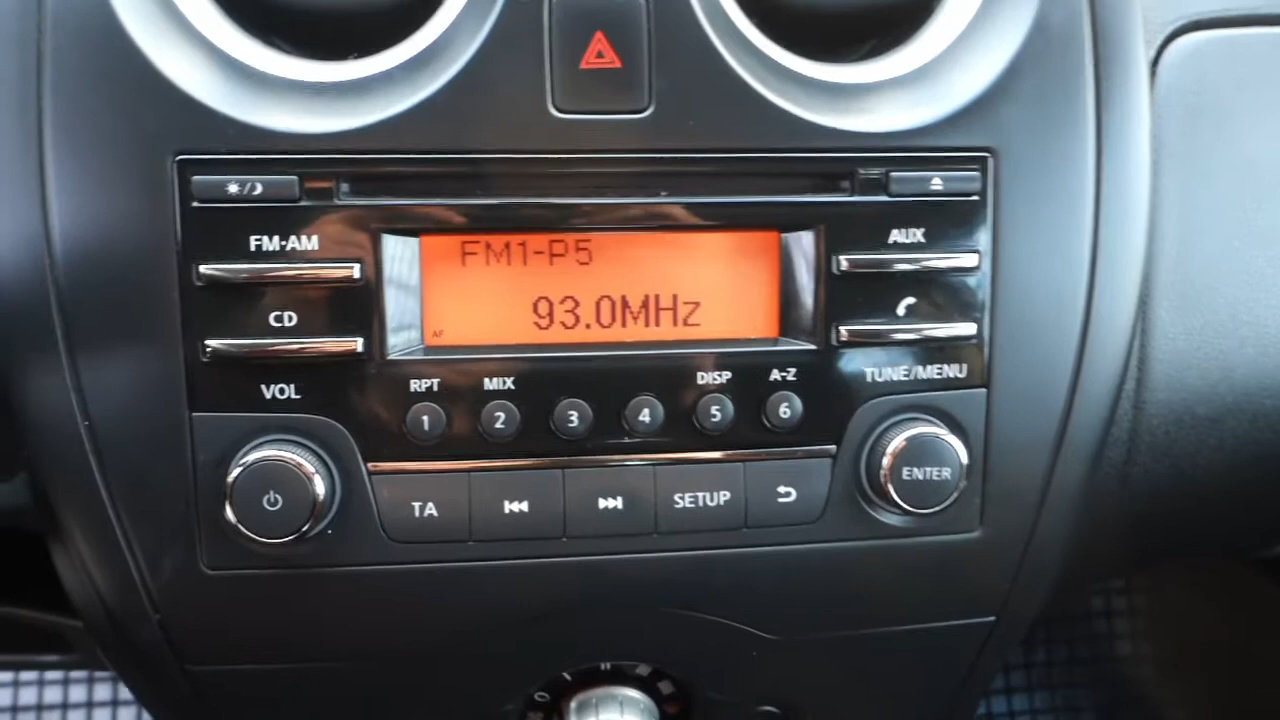 FM·AM
AUX
FM1-P5
93.0MHz
AF
CD
VOL
RPT
MIX
DISP
A-Z
TUNE/MENU
1
2
3
4
5
6
ENTER
TA
SETUP